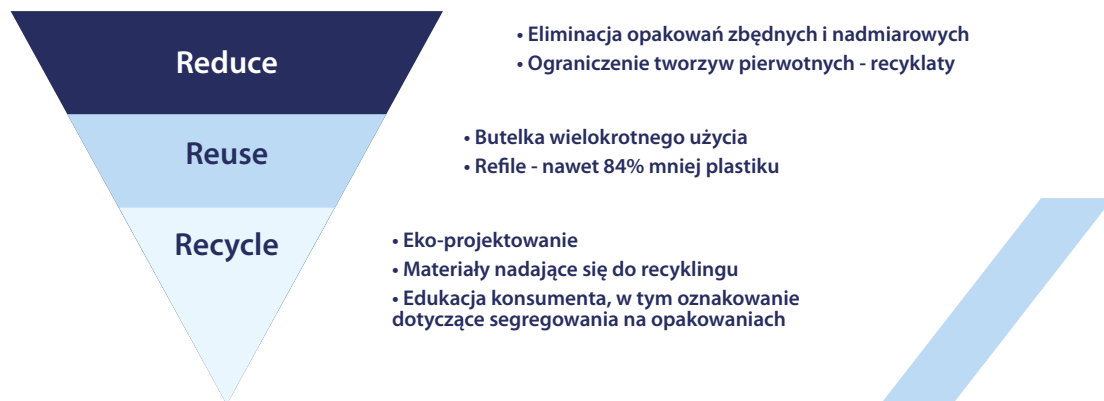 Reduce
• Eliminacja opakowań zbędnych i nadmiarowych
• Ograniczenie tworzyw pierwotnych - recyklaty
Reuse
• Butelka wielokrotnego użycia
• Refile - nawet 84% mniej plastiku
Recycle
• Eko-projektowanie
• Materiały nadające się do recyklingu
• Edukacja konsumenta, w tym oznakowanie
dotyczące segregowania na opakowaniach